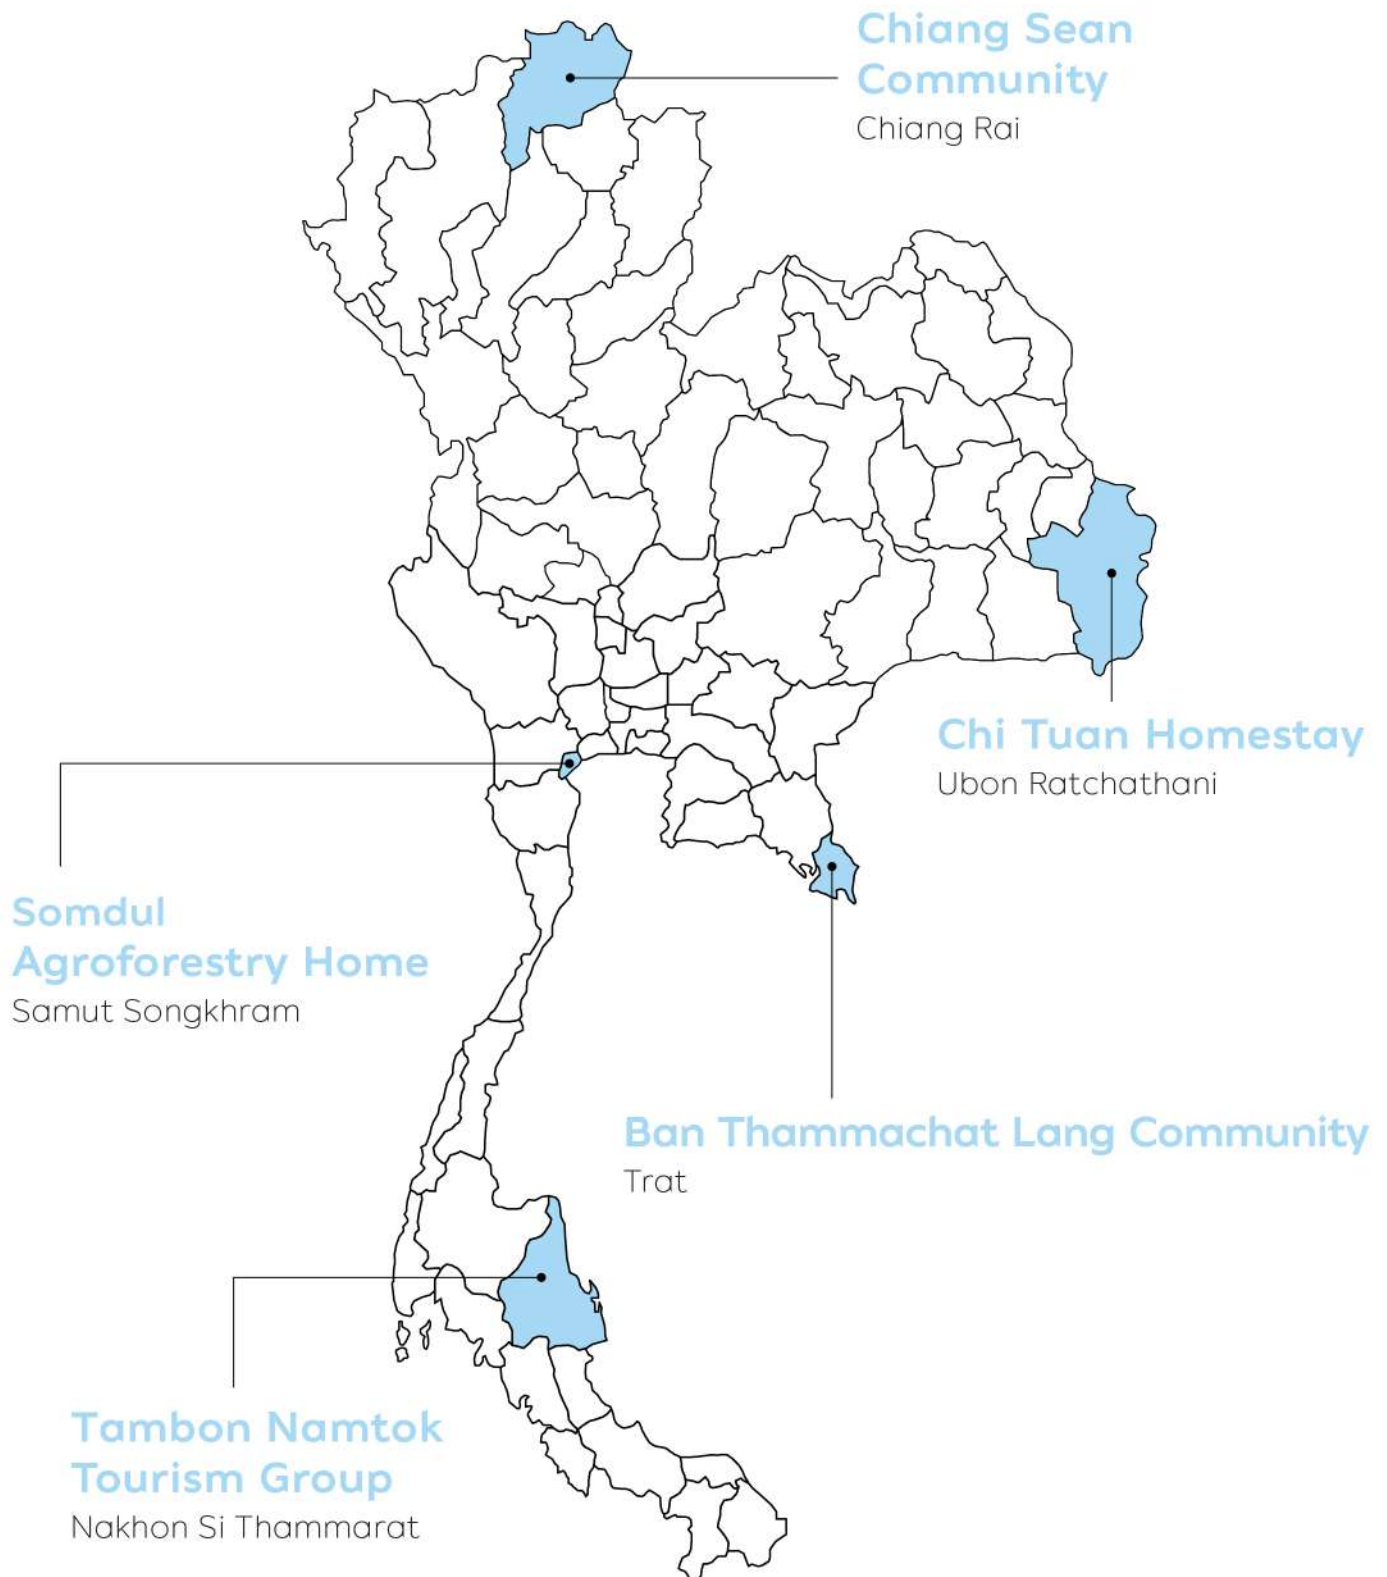 Chiang Sean
Community
Chiang Rai
Chi Tuan Homestay
Ubon Ratchathani
Somdul
Agroforestry Home
Samut Songkhram
Ban Thammachat Lang Community
Trat
Tambon Namtok
Tourism Group
Nakhon Si Thammarat